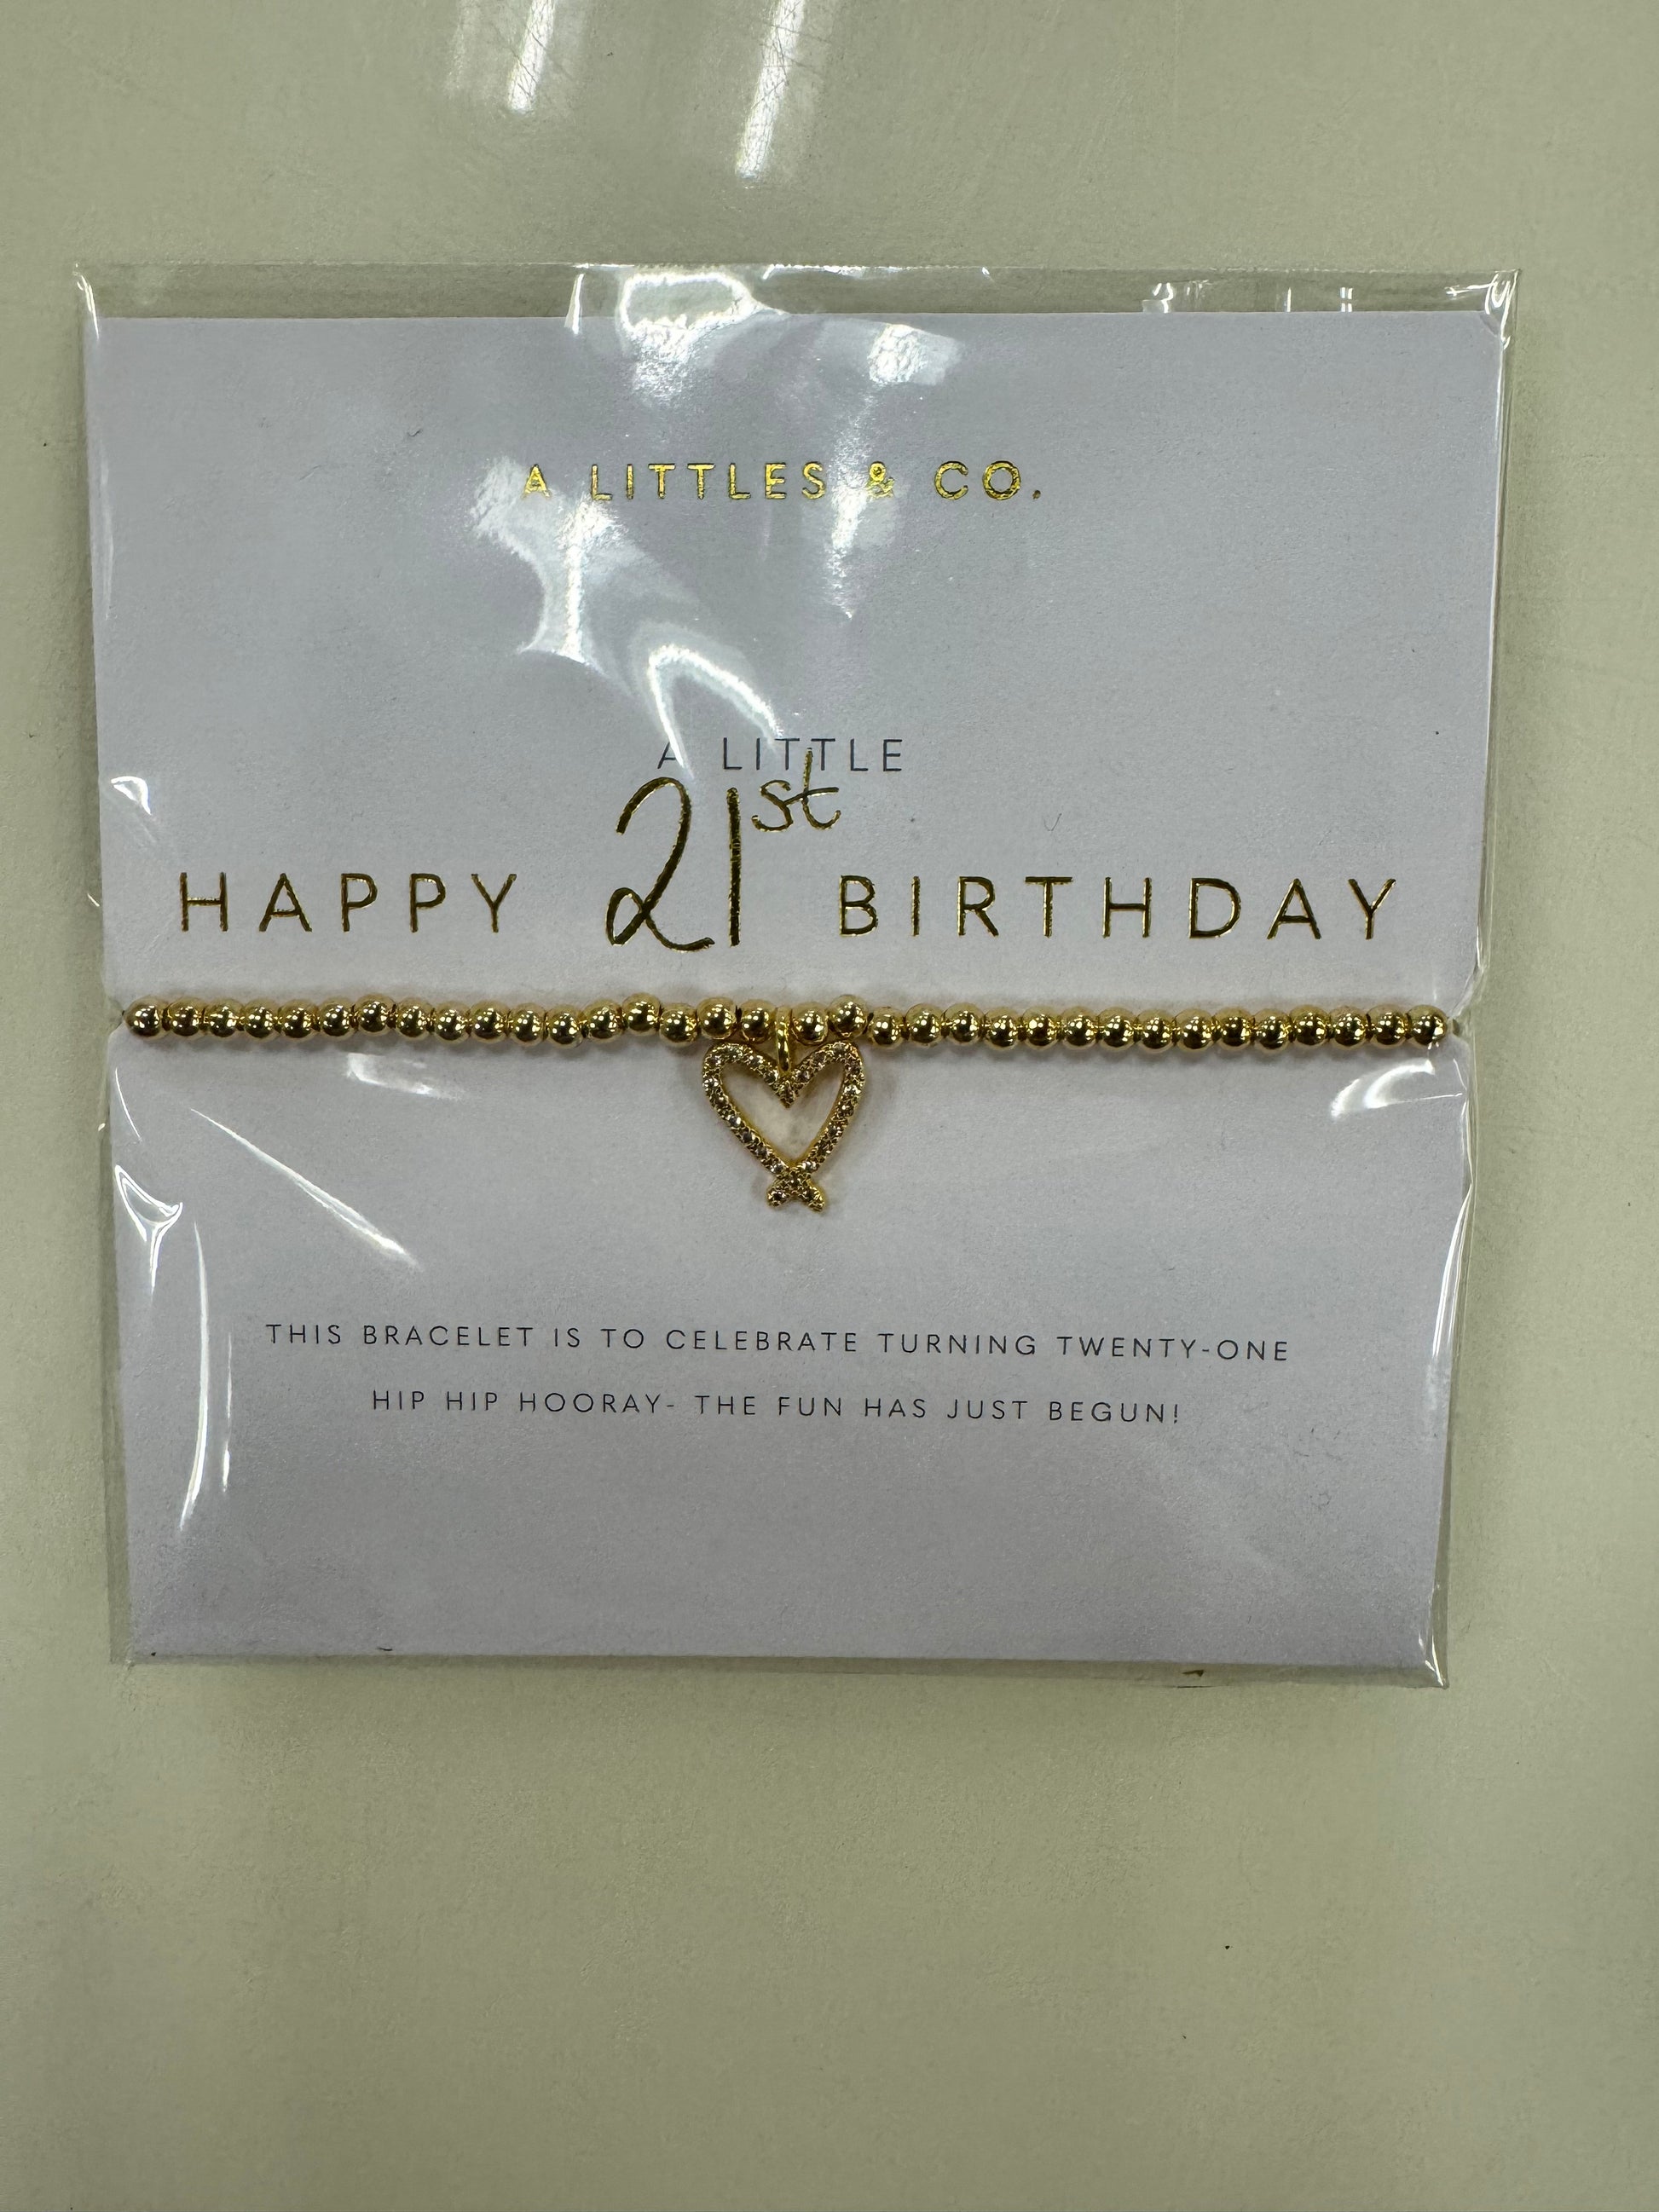 A LITTLES & CO.
A LITTLE
HAPPY 21st BIRTHDAY
THIS BRACELET IS TO CELEBRATE TURNING TWENTY-ONE
HIP HIP HOORAY- THE FUN HAS JUST BEGUN!